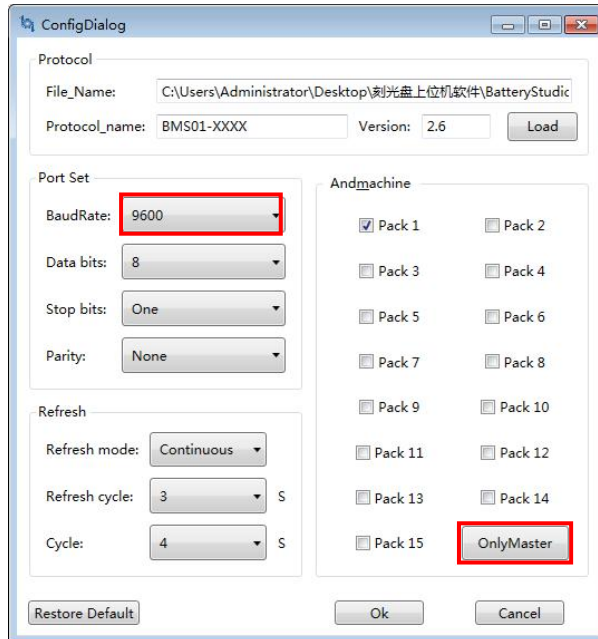 ConfigDialog
Protocol
File_Name: C:\Users\Administrator\Desktop\刻光盘上位机软件\BatteryStudic
Protocol_name: BMS01-XXXX Version: 2.6 Load
Port Set
BaudRate: 9600
Data bits: 8
Stop bits: One
Parity: None
Andmachine
Pack 1 Pack 2
Pack 3 Pack 4
Pack 5 Pack 6
Pack 7 Pack 8
Pack 9 Pack 10
Pack 11 Pack 12
Pack 13 Pack 14
Pack 15 OnlyMaster
Refresh
Refresh mode: Continuous
Refresh cycle: 3 S
Cycle: 4 S
Restore Default Ok Cancel